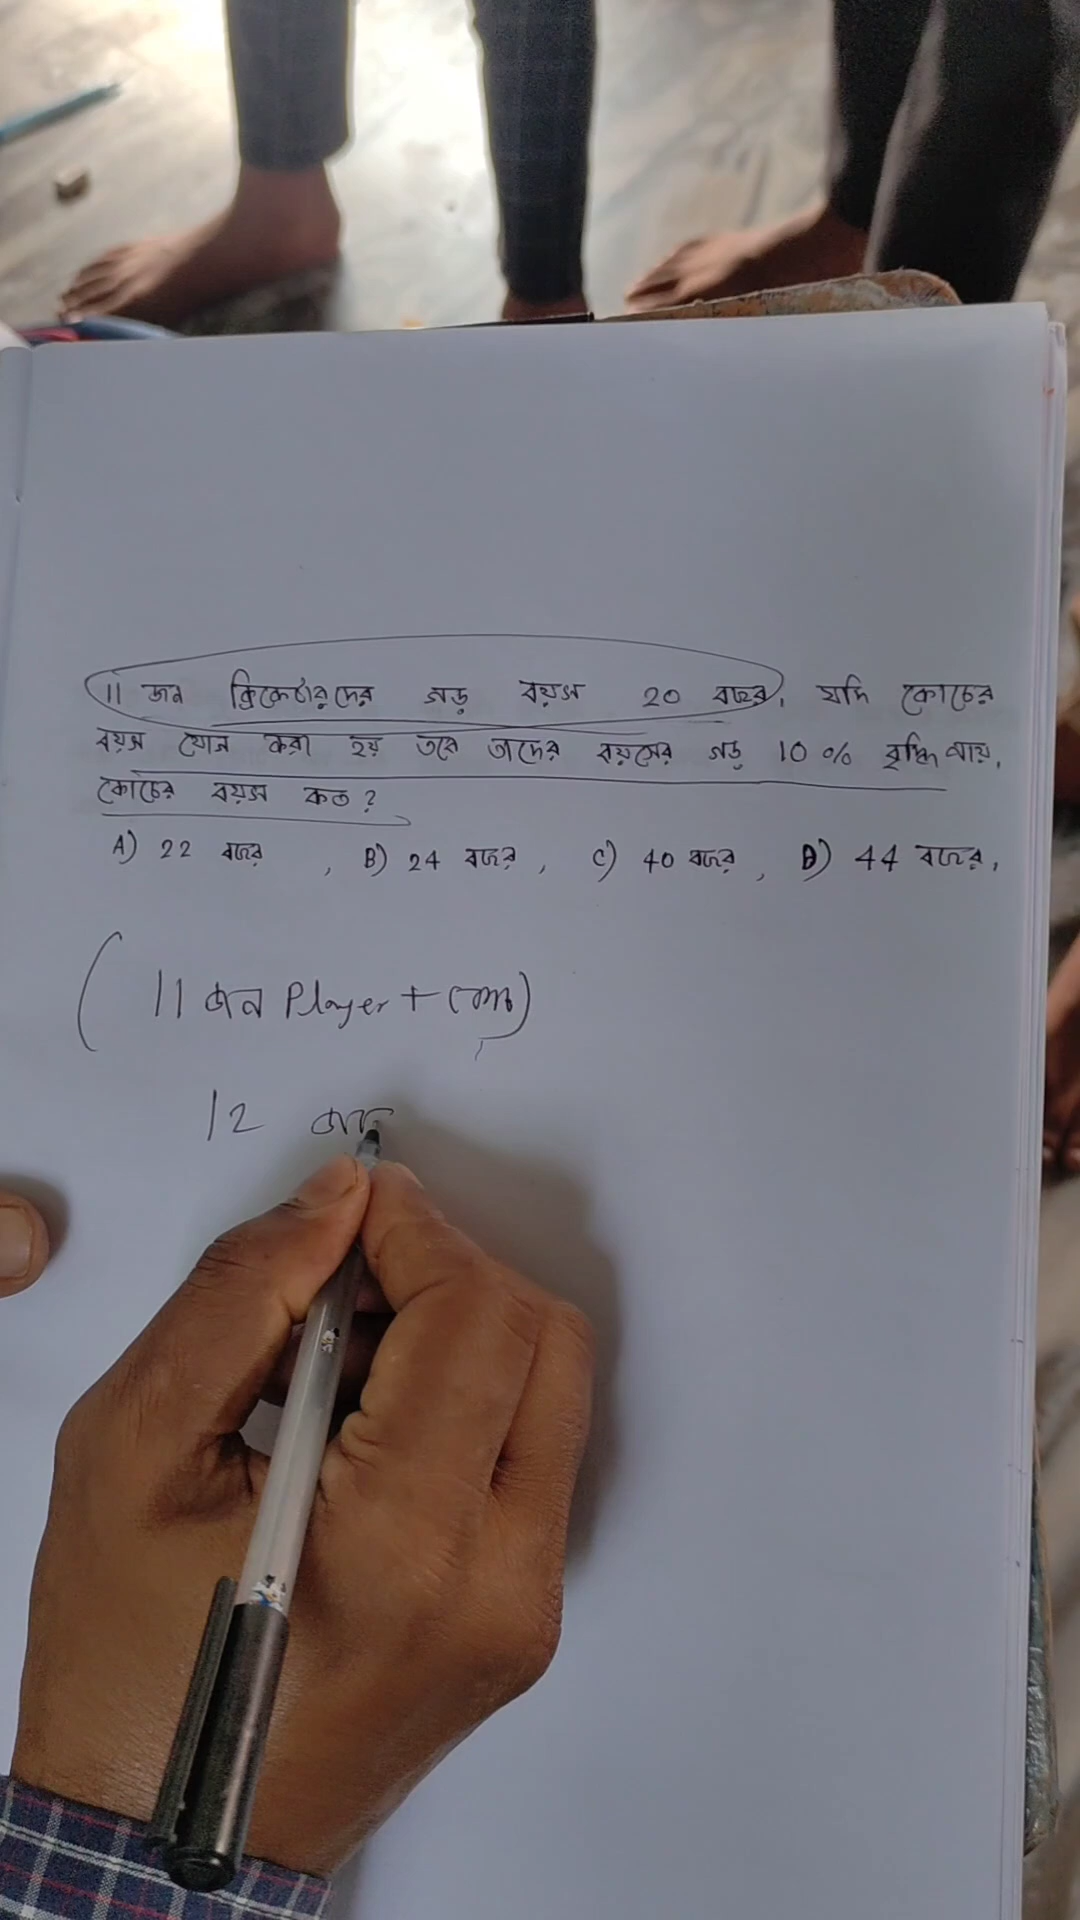 11 জন ক্রিকেটারদের গড় বয়স 20 বছর, যদি কোচের
বয়স যোগ করা হয় তবে তাদের বয়সের গড় 10% বৃদ্ধি পায়,
কোচের বয়স কত?
A) 22 বছর, B) 24 বছর, C) 40 বছর, D) 44 বছর,
( 11 জন Player + কোচ )
12 জন